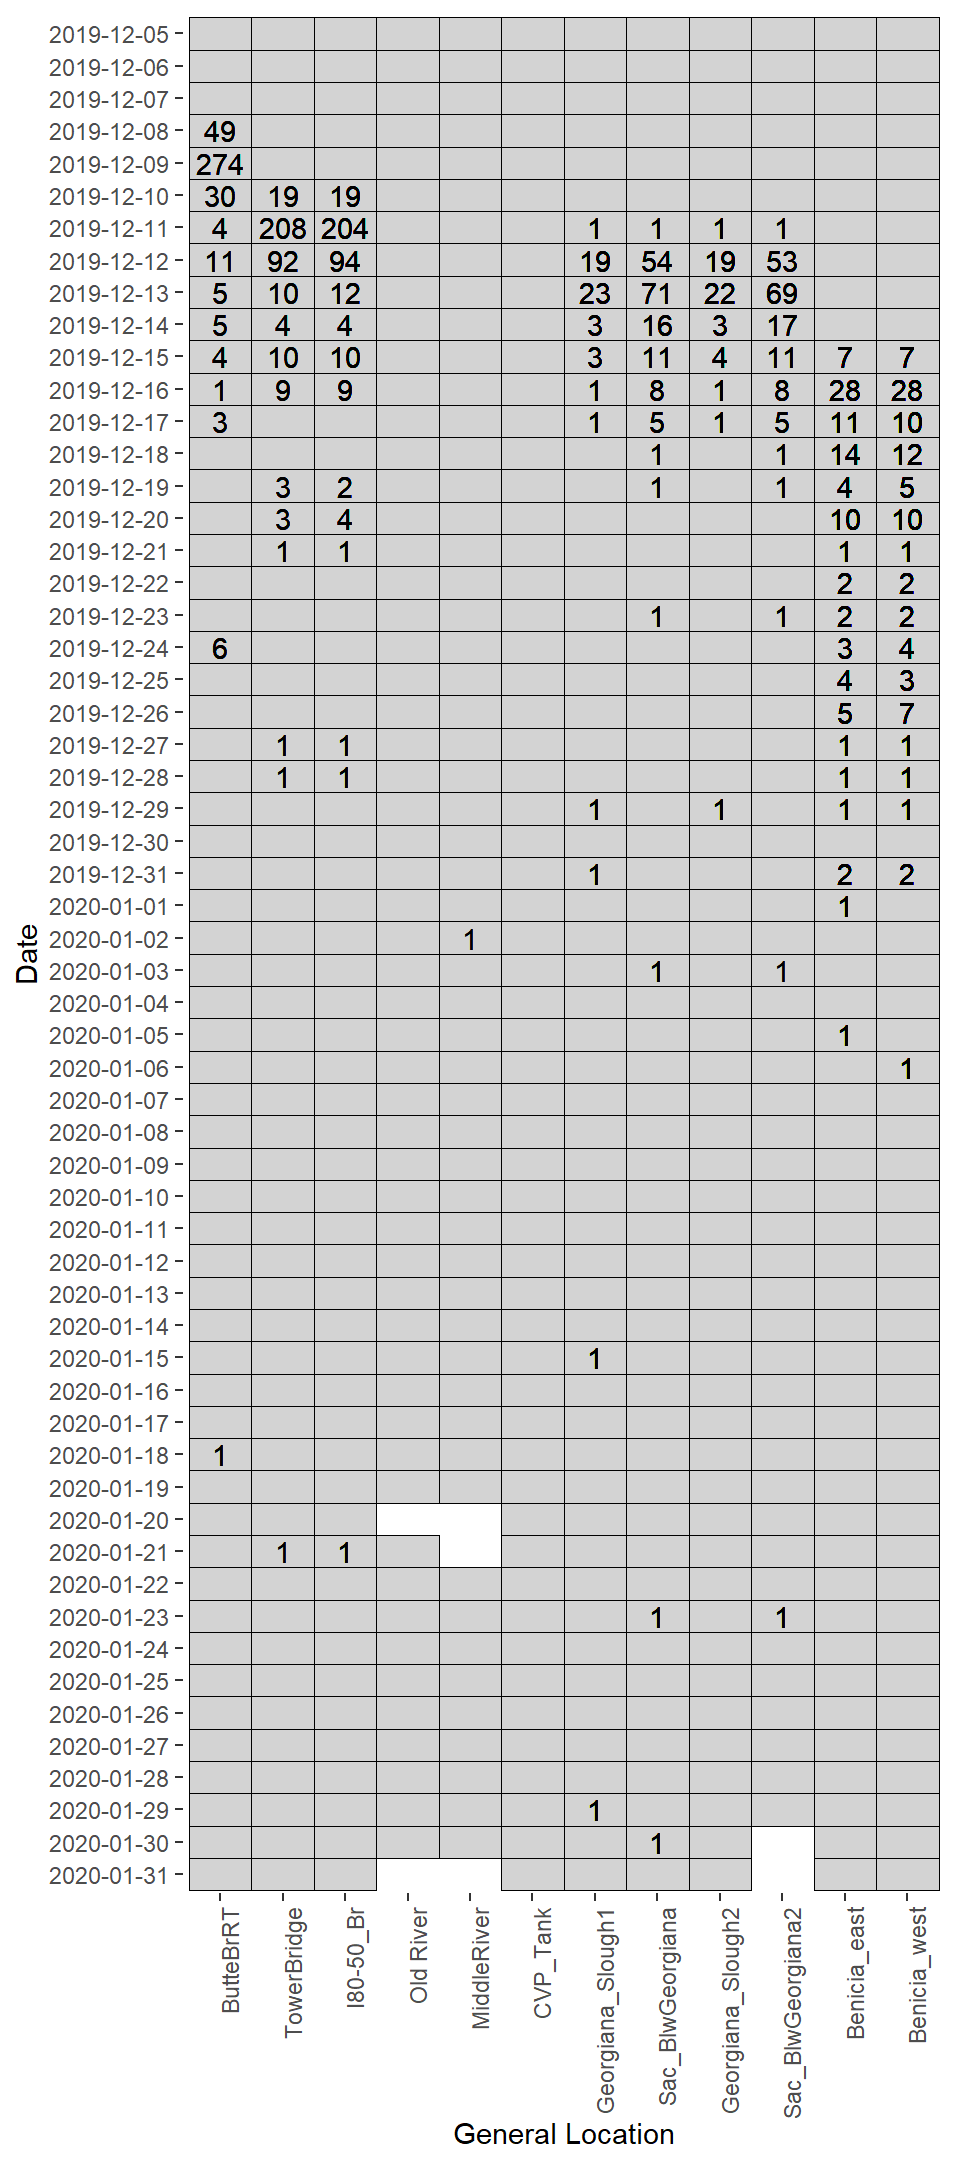 2019-12-05
2019-12-06
2019-12-07
2019-12-08 49
2019-12-09 274
2019-12-10 30 19 19
2019-12-11 4 208 204 1 1 1 1
2019-12-12 11 92 94 19 54 19 53
2019-12-13 5 10 12 23 71 22 69
2019-12-14 5 4 4 3 16 3 17
2019-12-15 4 10 10 3 11 4 11 7 7
2019-12-16 1 9 9 1 8 1 8 28 28
2019-12-17 3 1 5 1 5 11 10
2019-12-18 1 1 14 12
2019-12-19 3 2 1 1 4 5
2019-12-20 3 4 10 10
2019-12-21 1 1 1 1
2019-12-22 2 2
2019-12-23 1 1 2 2
2019-12-24 6 3 4
2019-12-25 4 3
2019-12-26 5 7
2019-12-27 1 1 1 1
2019-12-28 1 1 1 1
2019-12-29 1 1 1 1
2019-12-30
2019-12-31 1 2 2
2020-01-01 1
2020-01-02 1
2020-01-03 1 1
2020-01-04
2020-01-05 1
2020-01-06 1
2020-01-07
2020-01-08
2020-01-09
2020-01-10
2020-01-11
2020-01-12
2020-01-13
2020-01-14
2020-01-15 1
2020-01-16
2020-01-17
2020-01-18 1
2020-01-19
2020-01-20
2020-01-21 1 1
2020-01-22
2020-01-23 1 1
2020-01-24
2020-01-25
2020-01-26
2020-01-27
2020-01-28
2020-01-29 1
2020-01-30 1
2020-01-31
Date
ButteBrRT
TowerBridge
I80-50_Br
Old River
MiddleRiver
CVP_Tank
Georgiana_Slough1
Sac_BlwGeorgiana
Georgiana_Slough2
Sac_BlwGeorgiana2
Benicia_east
Benicia_west
General Location